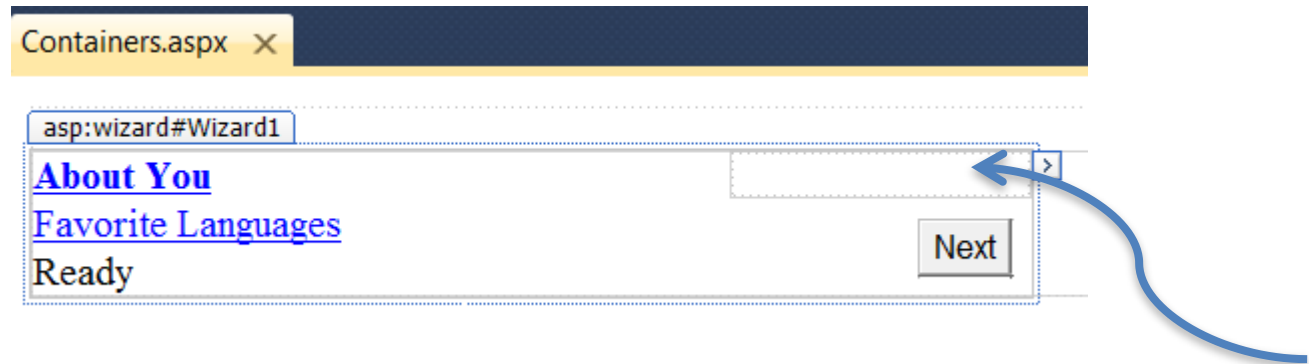 Containers.aspx
asp:wizard#Wizard1
About You
Favorite Languages
Next
Ready